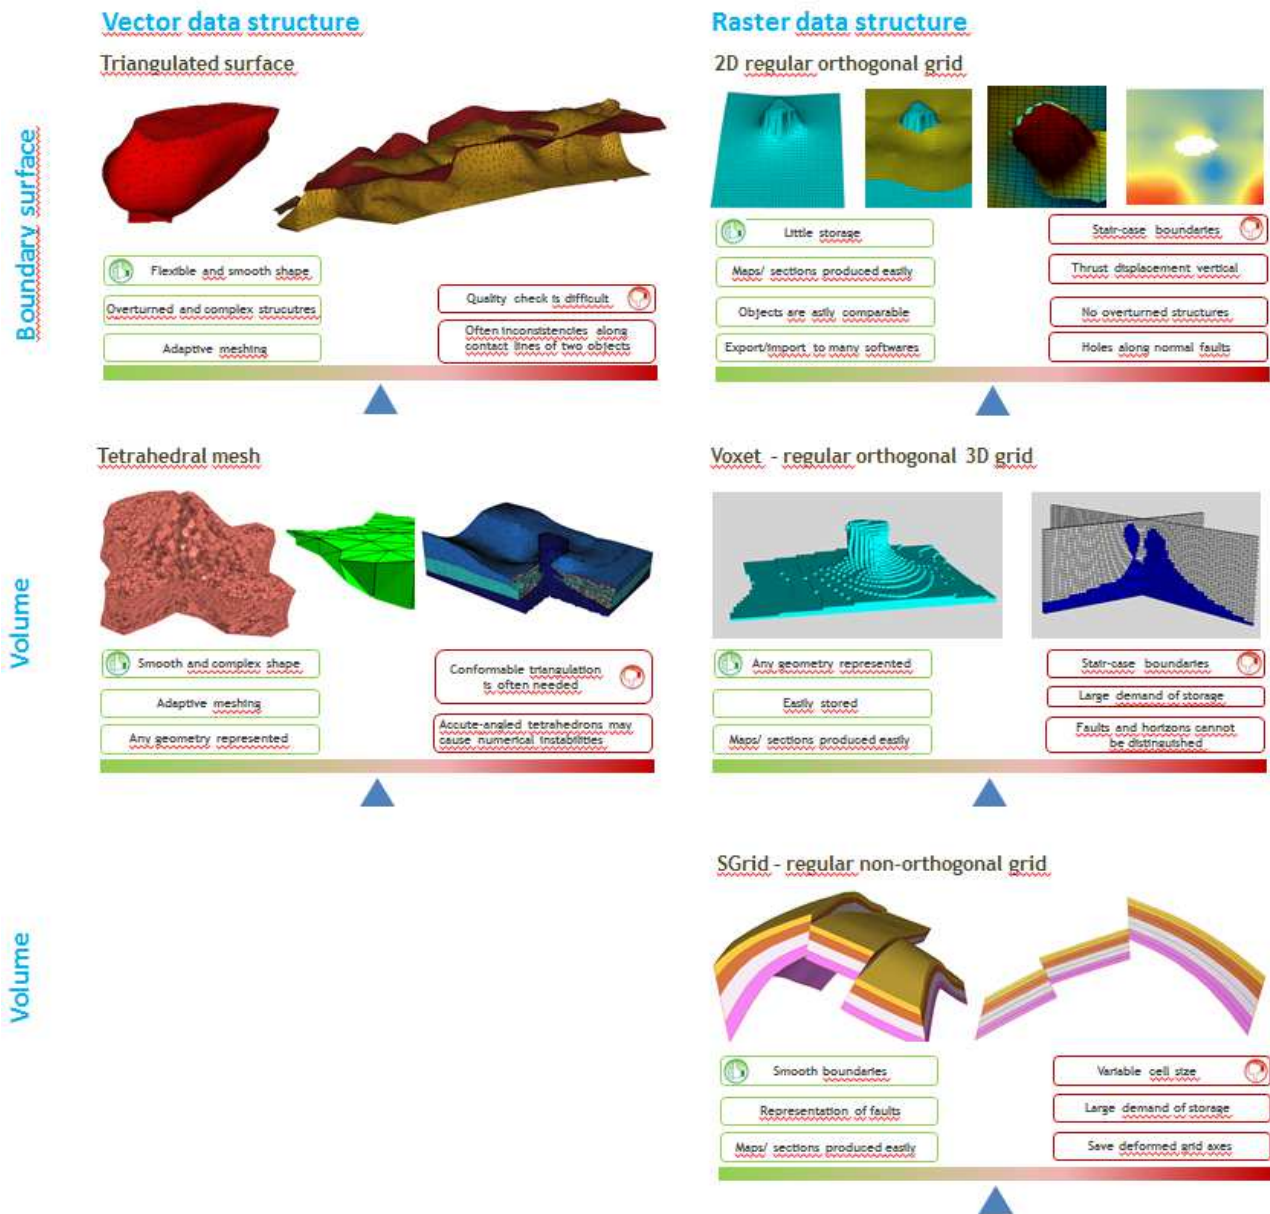 Vector data structure
Raster data structure
Boundary surface
Triangulated surface
Flexible and smooth shape
Overturned and complex strucutres
Adaptive meshing
Quality check is difficult
Often inconsistencies along
contact lines of two objects
2D regular orthogonal grid
Little storage
Maps/ sections produced easily
Objects are asily comparable
Export/import to many softwares
Stair-case boundaries
Thrust displacement vertical
No overturned structures
Holes along normal faults
Volume
Tetrahedral mesh
Smooth and complex shape
Adaptive meshing
Any geometry represented
Conformable triangulation
is often needed
Accute-angled tetrahedrons may
cause numerical instabilities
Voxet - regular orthogonal 3D grid
Any geometry represented
Easily stored
Maps/ sections produced easily
Stair-case boundaries
Large demand of storage
Faults and horizons cannot
be distinguished
Volume
SGrid - regular non-orthogonal grid
Smooth boundaries
Representation of faults
Maps/ sections produced easily
Variable cell size
Large demand of storage
Save deformed grid axes